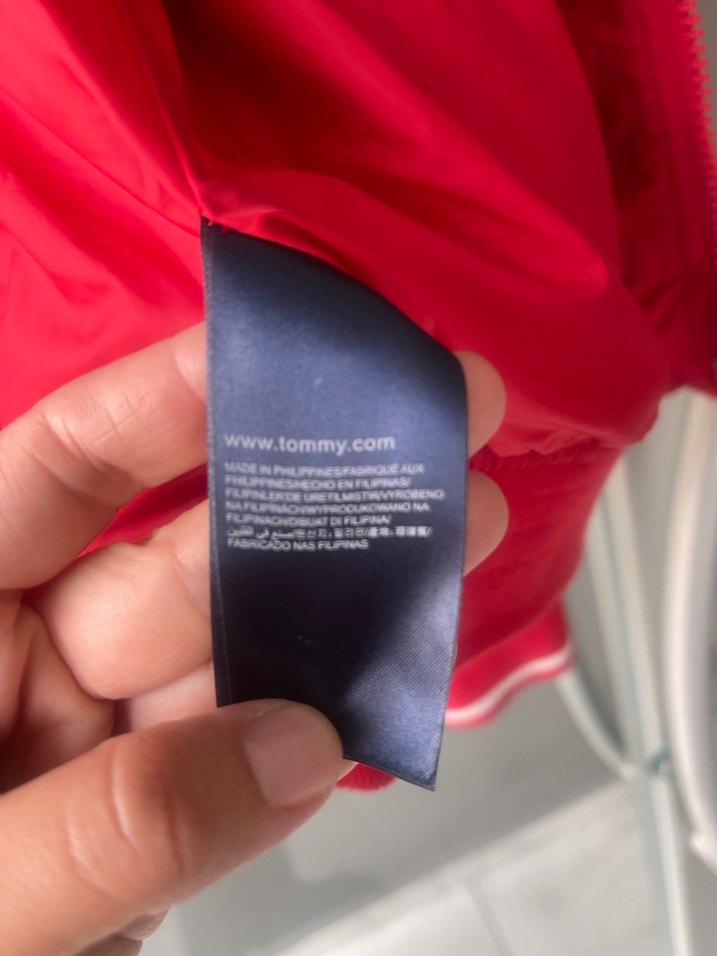 www.tommy.com
MADE IN PHILIPPINES/FABRIQUÉ AUX
PHILIPPINES/HECHO EN FILIPINAS/
FILIPINLER'DE ÜRETILMISTIR/VYROBENO
NA FILIPÍNÁCH/WYPRODUKOWANO NA
FILIPINACH/DIBUAT DI FILIPINA/
FABRICADO NAS FILIPINAS